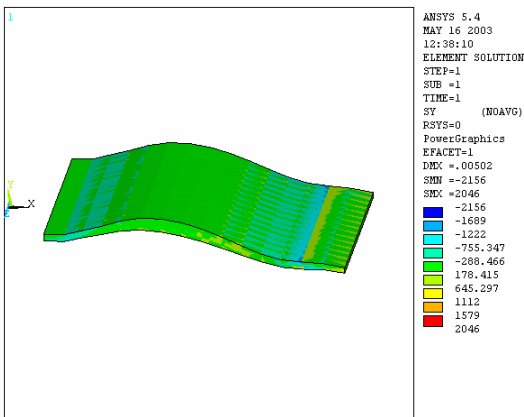 1
Y
Z
X
ANSYS 5.4
MAY 16 2003
12:38:10
ELEMENT SOLUTION
STEP=1
SUB =1
TIME=1
SY (NOAVG)
RSYS=0
PowerGraphics
EFACET=1
DMX =.00502
SMN =-2156
SMX =2046
-2156
-1689
-1222
-755.347
-288.466
178.415
645.297
1112
1579
2046